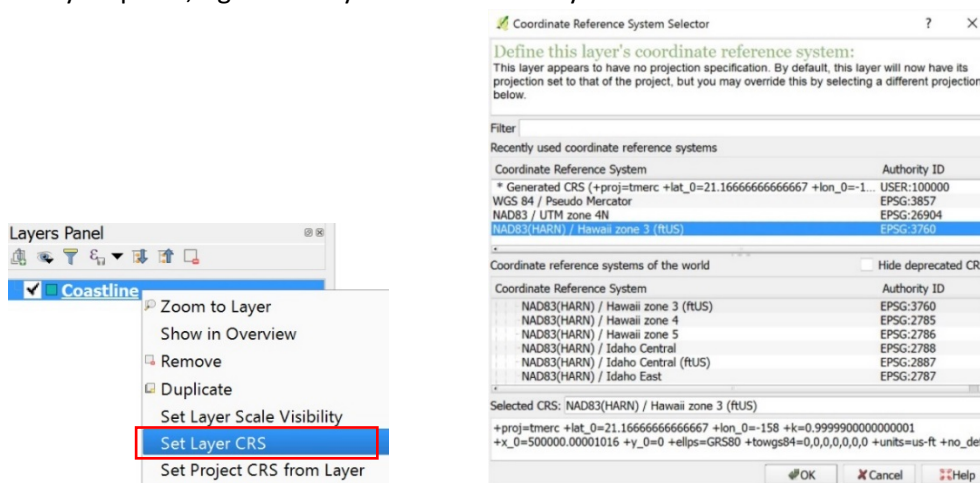 Layers Panel
Coastline
Zoom to Layer
Show in Overview
Remove
Duplicate
Set Layer Scale Visibility
Set Layer CRS
Set Project CRS from Layer
Coordinate Reference System Selector ? X
Define this layer's coordinate reference system:
This layer appears to have no projection specification. By default, this layer will now have its
projection set to that of the project, but you may override this by selecting a different projection
below.
Filter
Recently used coordinate reference systems
Coordinate Reference System Authority ID
* Generated CRS (+proj=tmerc +lat_0=21.16666666666667 +lon_0=-1... USER:100000
WGS 84 / Pseudo Mercator EPSG:3857
NAD83 / UTM zone 4N EPSG:26904
NAD83(HARN) / Hawaii zone 3 (ftUS) EPSG:3760
Coordinate reference systems of the world Hide deprecated CR
Coordinate Reference System Authority ID
NAD83(HARN) / Hawaii zone 3 (ftUS) EPSG:3760
NAD83(HARN) / Hawaii zone 4 EPSG:2785
NAD83(HARN) / Hawaii zone 5 EPSG:2786
NAD83(HARN) / Idaho Central EPSG:2788
NAD83(HARN) / Idaho Central (ftUS) EPSG:2887
NAD83(HARN) / Idaho East EPSG:2787
Selected CRS: NAD83(HARN) / Hawaii zone 3 (ftUS)
+proj=tmerc +lat_0=21.16666666666667 +lon_0=-158 +k=0.9999900000000001
+x_0=500000.00001016 +y_0=0 +ellps=GRS80 +towgs84=0,0,0,0,0,0,0 +units=us-ft +no_de
OK Cancel Help